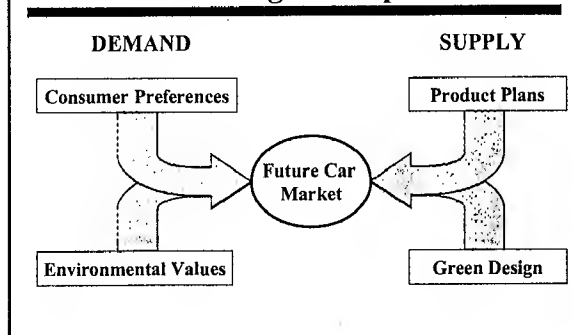 DEMAND SUPPLY
Consumer Preferences Product Plans
Future Car
Market
Environmental Values Green Design